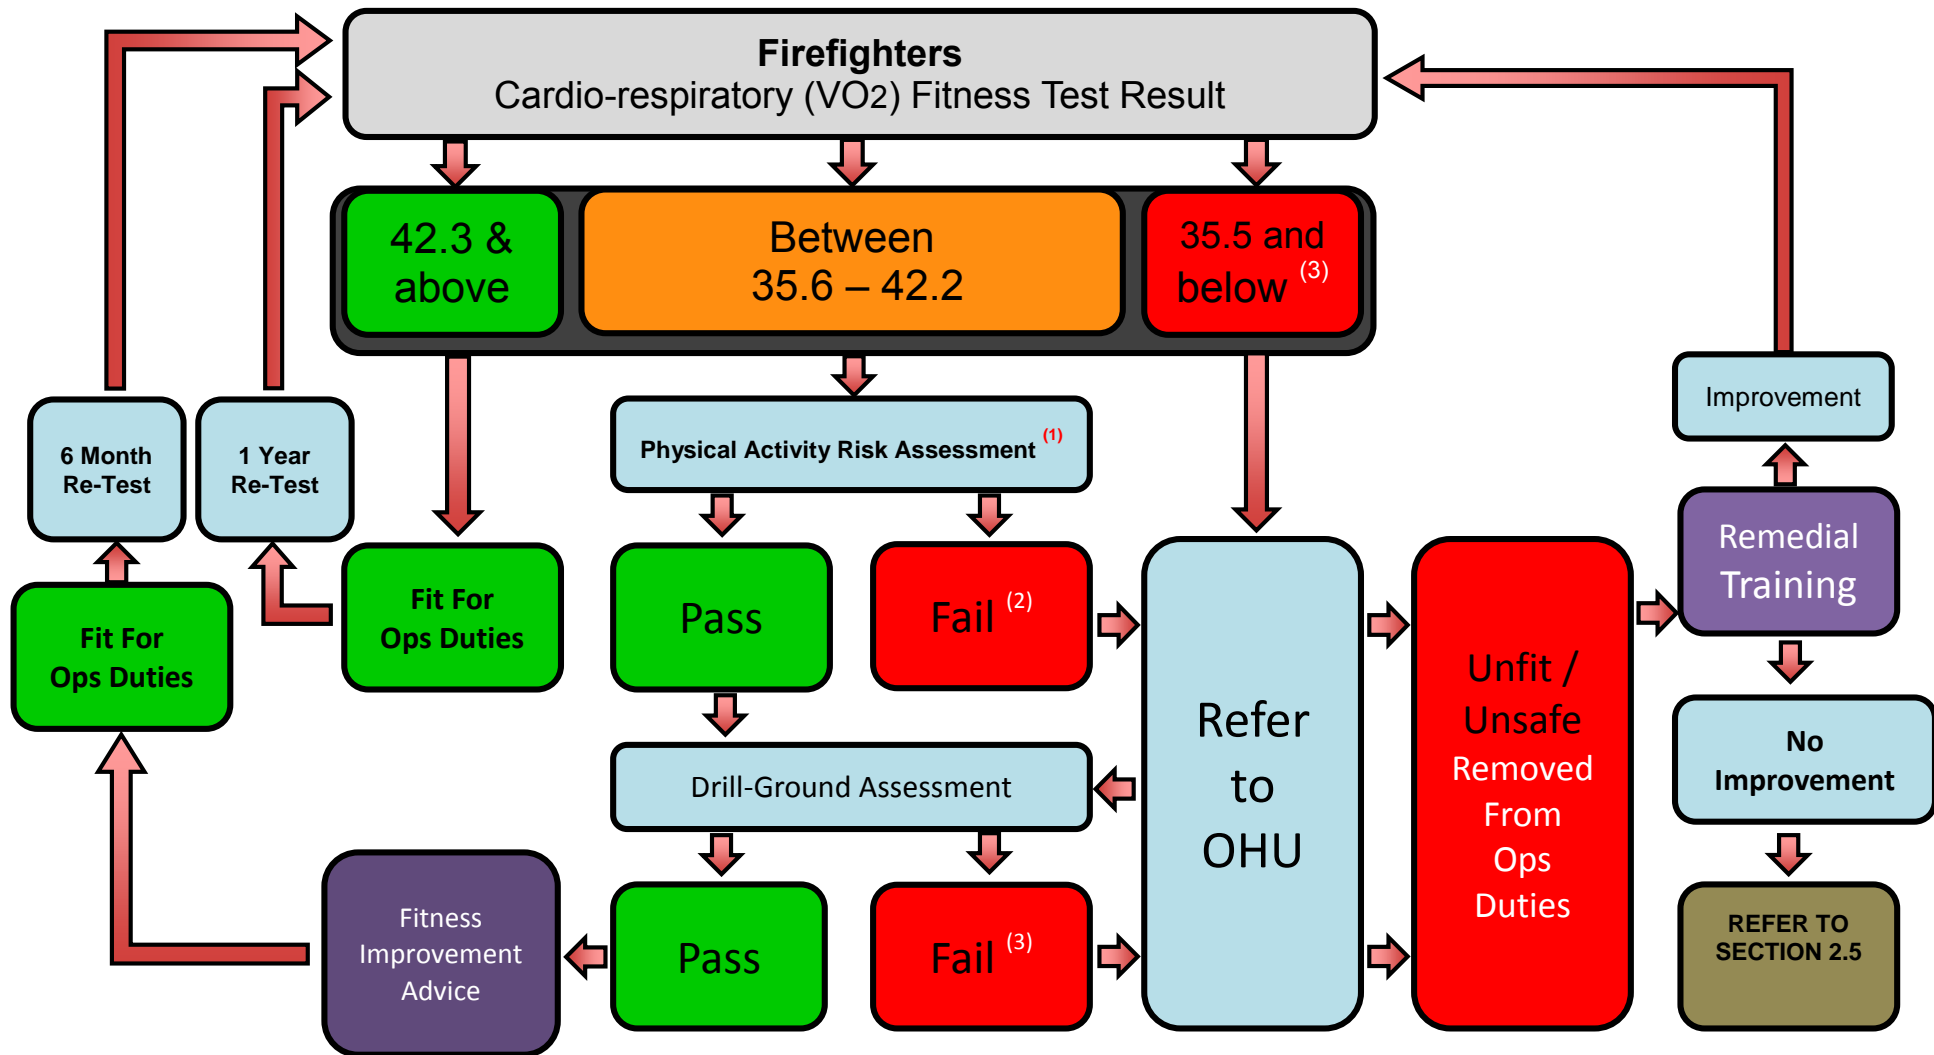 Firefighters
Cardio-respiratory (VO2) Fitness Test Result
42.3 &
above
Between
35.6 – 42.2
35.5 and
below (3)
6 Month
Re-Test
1 Year
Re-Test
Physical Activity Risk Assessment (1)
Improvement
Fit For
Ops Duties
Fit For
Ops Duties
Pass
Fail (2)
Refer
to
OHU
Unfit /
Unsafe
Removed
From
Ops
Duties
Remedial
Training
No
Improvement
Drill-Ground Assessment
Fitness
Improvement
Advice
Pass
Fail (3)
REFER TO
SECTION 2.5